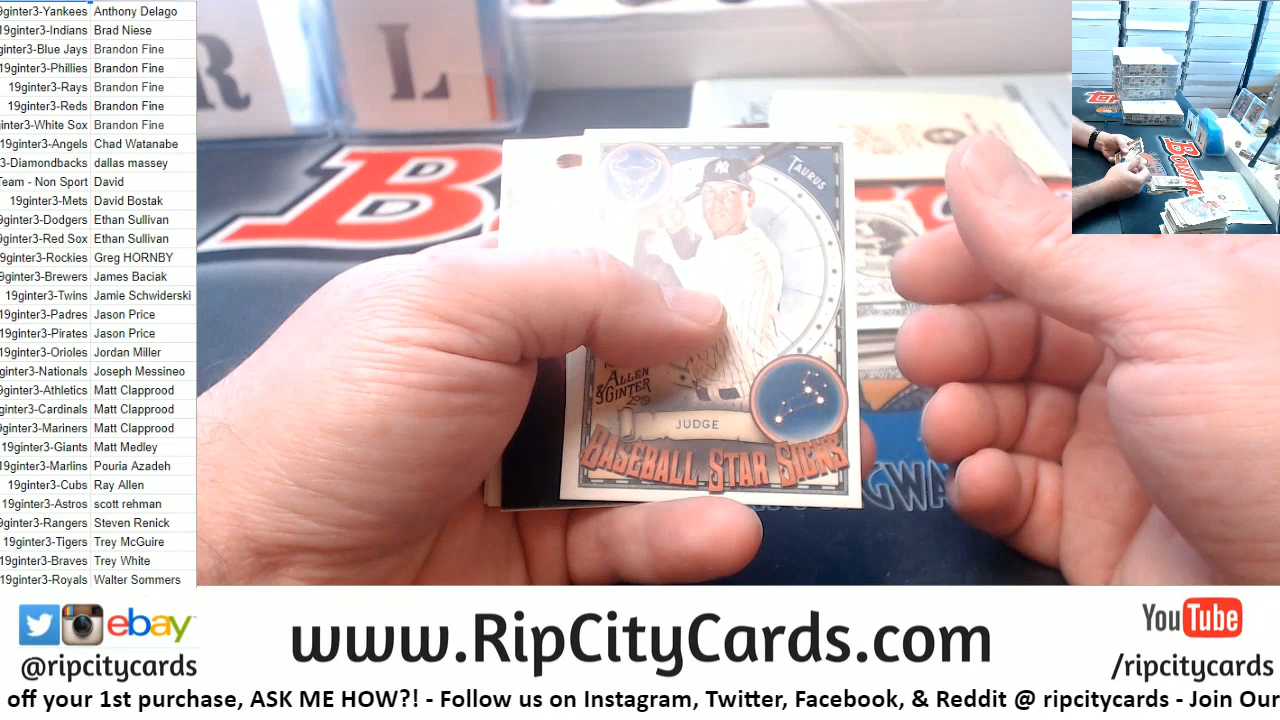 9ginter3-Yankees Anthony Delago
19ginter3-Indians Brad Niese
ginter3-Blue Jays Brandon Fine
19ginter3-Phillies Brandon Fine
19ginter3-Rays Brandon Fine
19ginter3-Reds Brandon Fine
ginter3-White Sox Brandon Fine
19ginter3-Angels Chad Watanabe
3-Diamondbacks dallas massey
Team - Non Sport David
19ginter3-Mets David Bostak
9ginter3-Dodgers Ethan Sullivan
9ginter3-Red Sox Ethan Sullivan
9ginter3-Rockies Greg HORNBY
9ginter3-Brewers James Baciak
19ginter3-Twins Jamie Schwiderski
19ginter3-Padres Jason Price
19ginter3-Pirates Jason Price
19ginter3-Orioles Jordan Miller
ginter3-Nationals Joseph Messineo
9ginter3-Athletics Matt Clapprood
ginter3-Cardinals Matt Clapprood
ginter3-Mariners Matt Clapprood
19ginter3-Giants Matt Medley
19ginter3-Marlins Pouria Azadeh
19ginter3-Cubs Ray Allen
19ginter3-Astros scott rehman
9ginter3-Rangers Steven Renick
19ginter3-Tigers Trey McGuire
19ginter3-Braves Trey White
19ginter3-Royals Walter Sommers
R L
B
NY
TAURUS
ALLEN
& GINTER
2019
JUDGE
BASEBALL STAR SIGNS
GWA
Topps
Bowman
ebay
@ripcitycards
www.RipCityCards.com
YouTube
/ripcitycards
off your 1st purchase, ASK ME HOW?! - Follow us on Instagram, Twitter, Facebook, & Reddit @ ripcitycards - Join Our